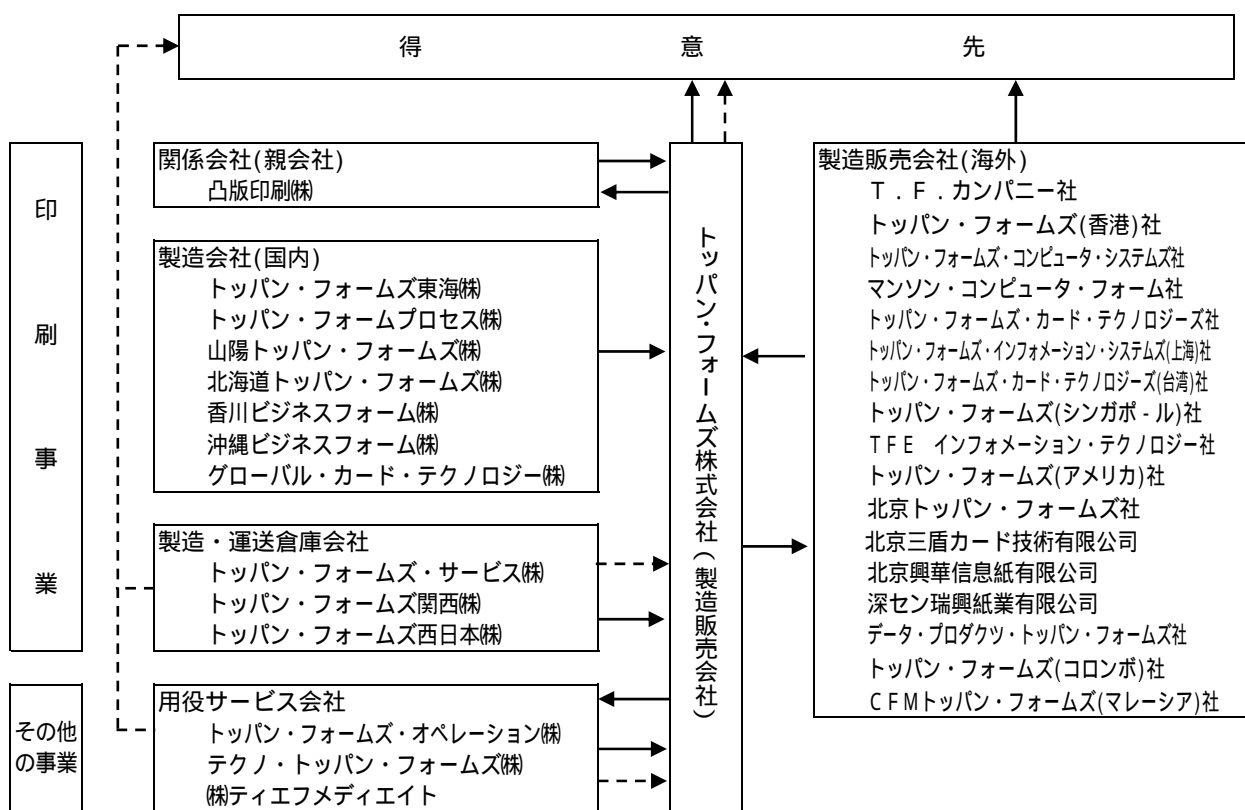 得意先
印刷事業
関係会社(親会社)
凸版印刷㈱
製造会社(国内)
トッパン・フォームズ東海㈱
トッパン・フォームプロセス㈱
山陽トッパン・フォームズ㈱
北海道トッパン・フォームズ㈱
香川ビジネスフォーム㈱
沖縄ビジネスフォーム㈱
グローバル・カード・テクノロジー㈱
製造・運送倉庫会社
トッパン・フォームズ・サービス㈱
トッパン・フォームズ関西㈱
トッパン・フォームズ西日本㈱
その他
の事業
用役サービス会社
トッパン・フォームズ・オペレーション㈱
テクノ・トッパン・フォームズ㈱
㈱ティエフメディエイト
トッパン・フォームズ株式会社(製造販売会社)
製造販売会社(海外)
Ｔ．Ｆ．カンパニー社
トッパン・フォームズ(香港)社
トッパン・フォームズ・コンピュータ・システムズ社
マンソン・コンピュータ・フォーム社
トッパン・フォームズ・カード・テクノロジーズ社
トッパン・フォームズ・インフォメーション・システムズ(上海)社
トッパン・フォームズ・カード・テクノロジーズ(台湾)社
トッパン・フォームズ(シンガポ-ル)社
ＴＦＥ　インフォメーション・テクノロジー社
トッパン・フォームズ(アメリカ)社
北京トッパン・フォームズ社
北京三盾カード技術有限公司
北京興華信息紙有限公司
深セン瑞興紙業有限公司
データ・プロダクツ・トッパン・フォームズ社
トッパン・フォームズ(コロンボ)社
ＣＦＭトッパン・フォームズ(マレーシア)社